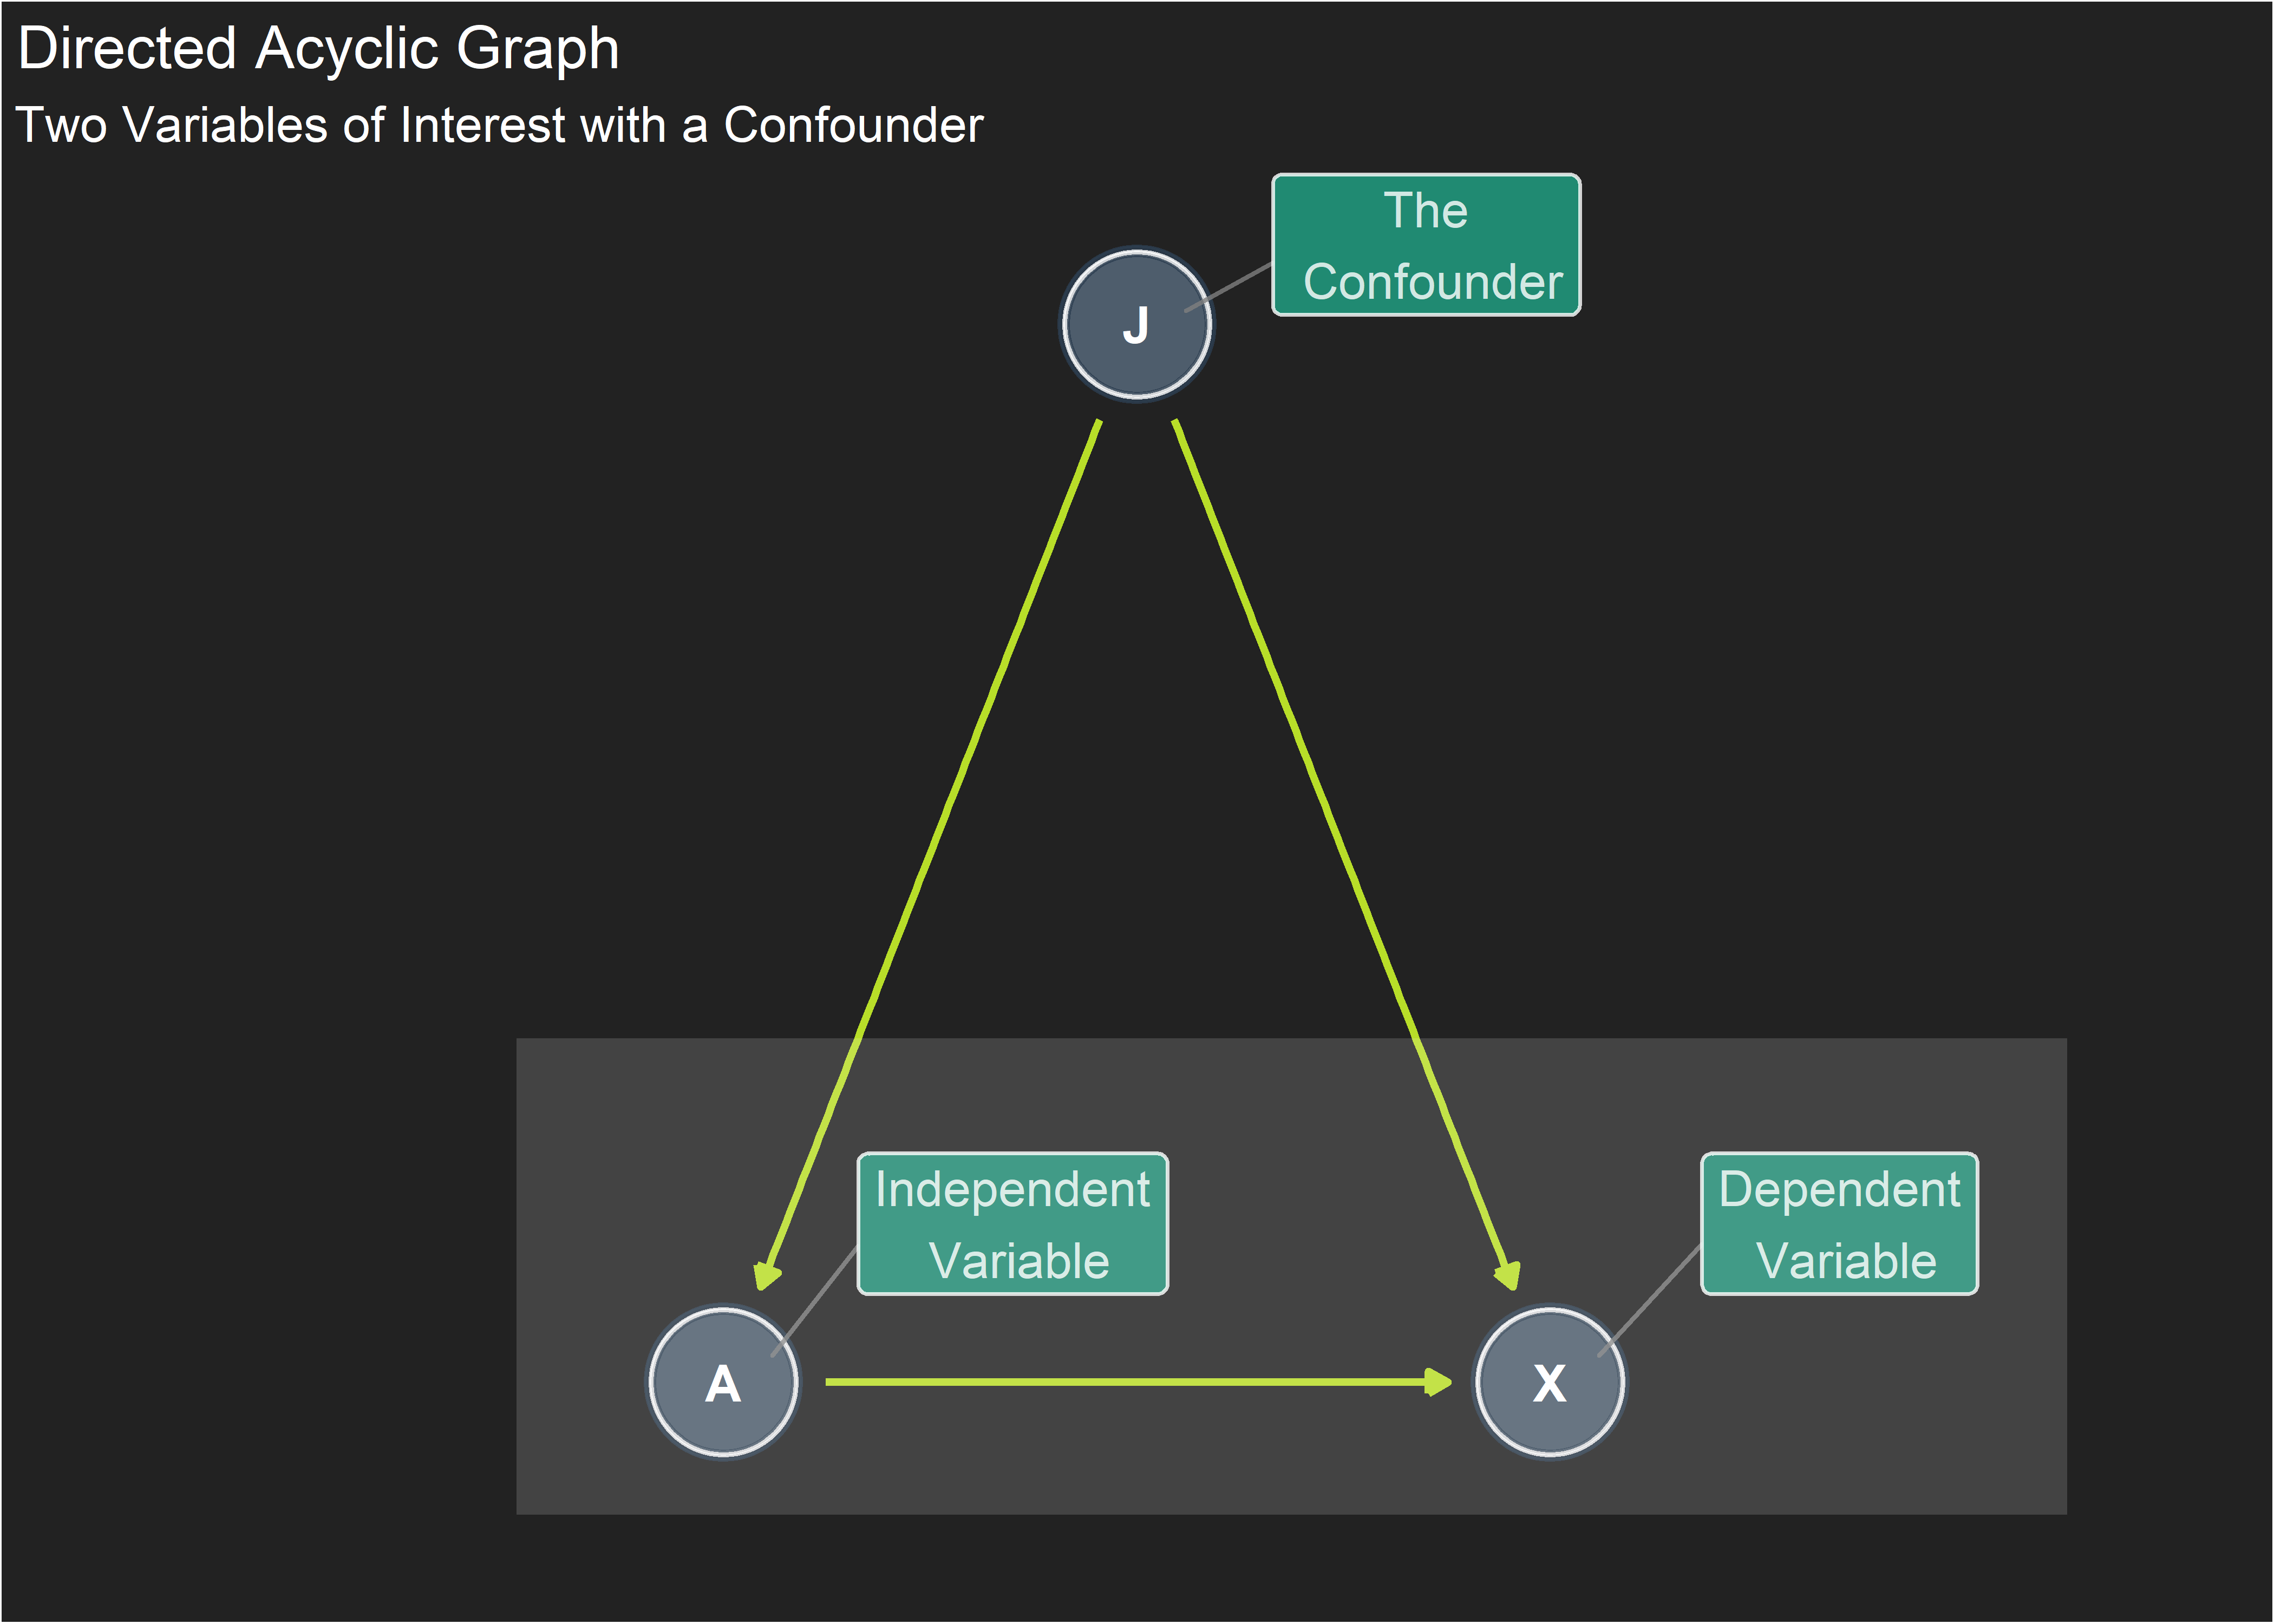 Directed Acyclic Graph
Two Variables of Interest with a Confounder
The
Confounder
J
Independent
Variable
Dependent
Variable
A
X